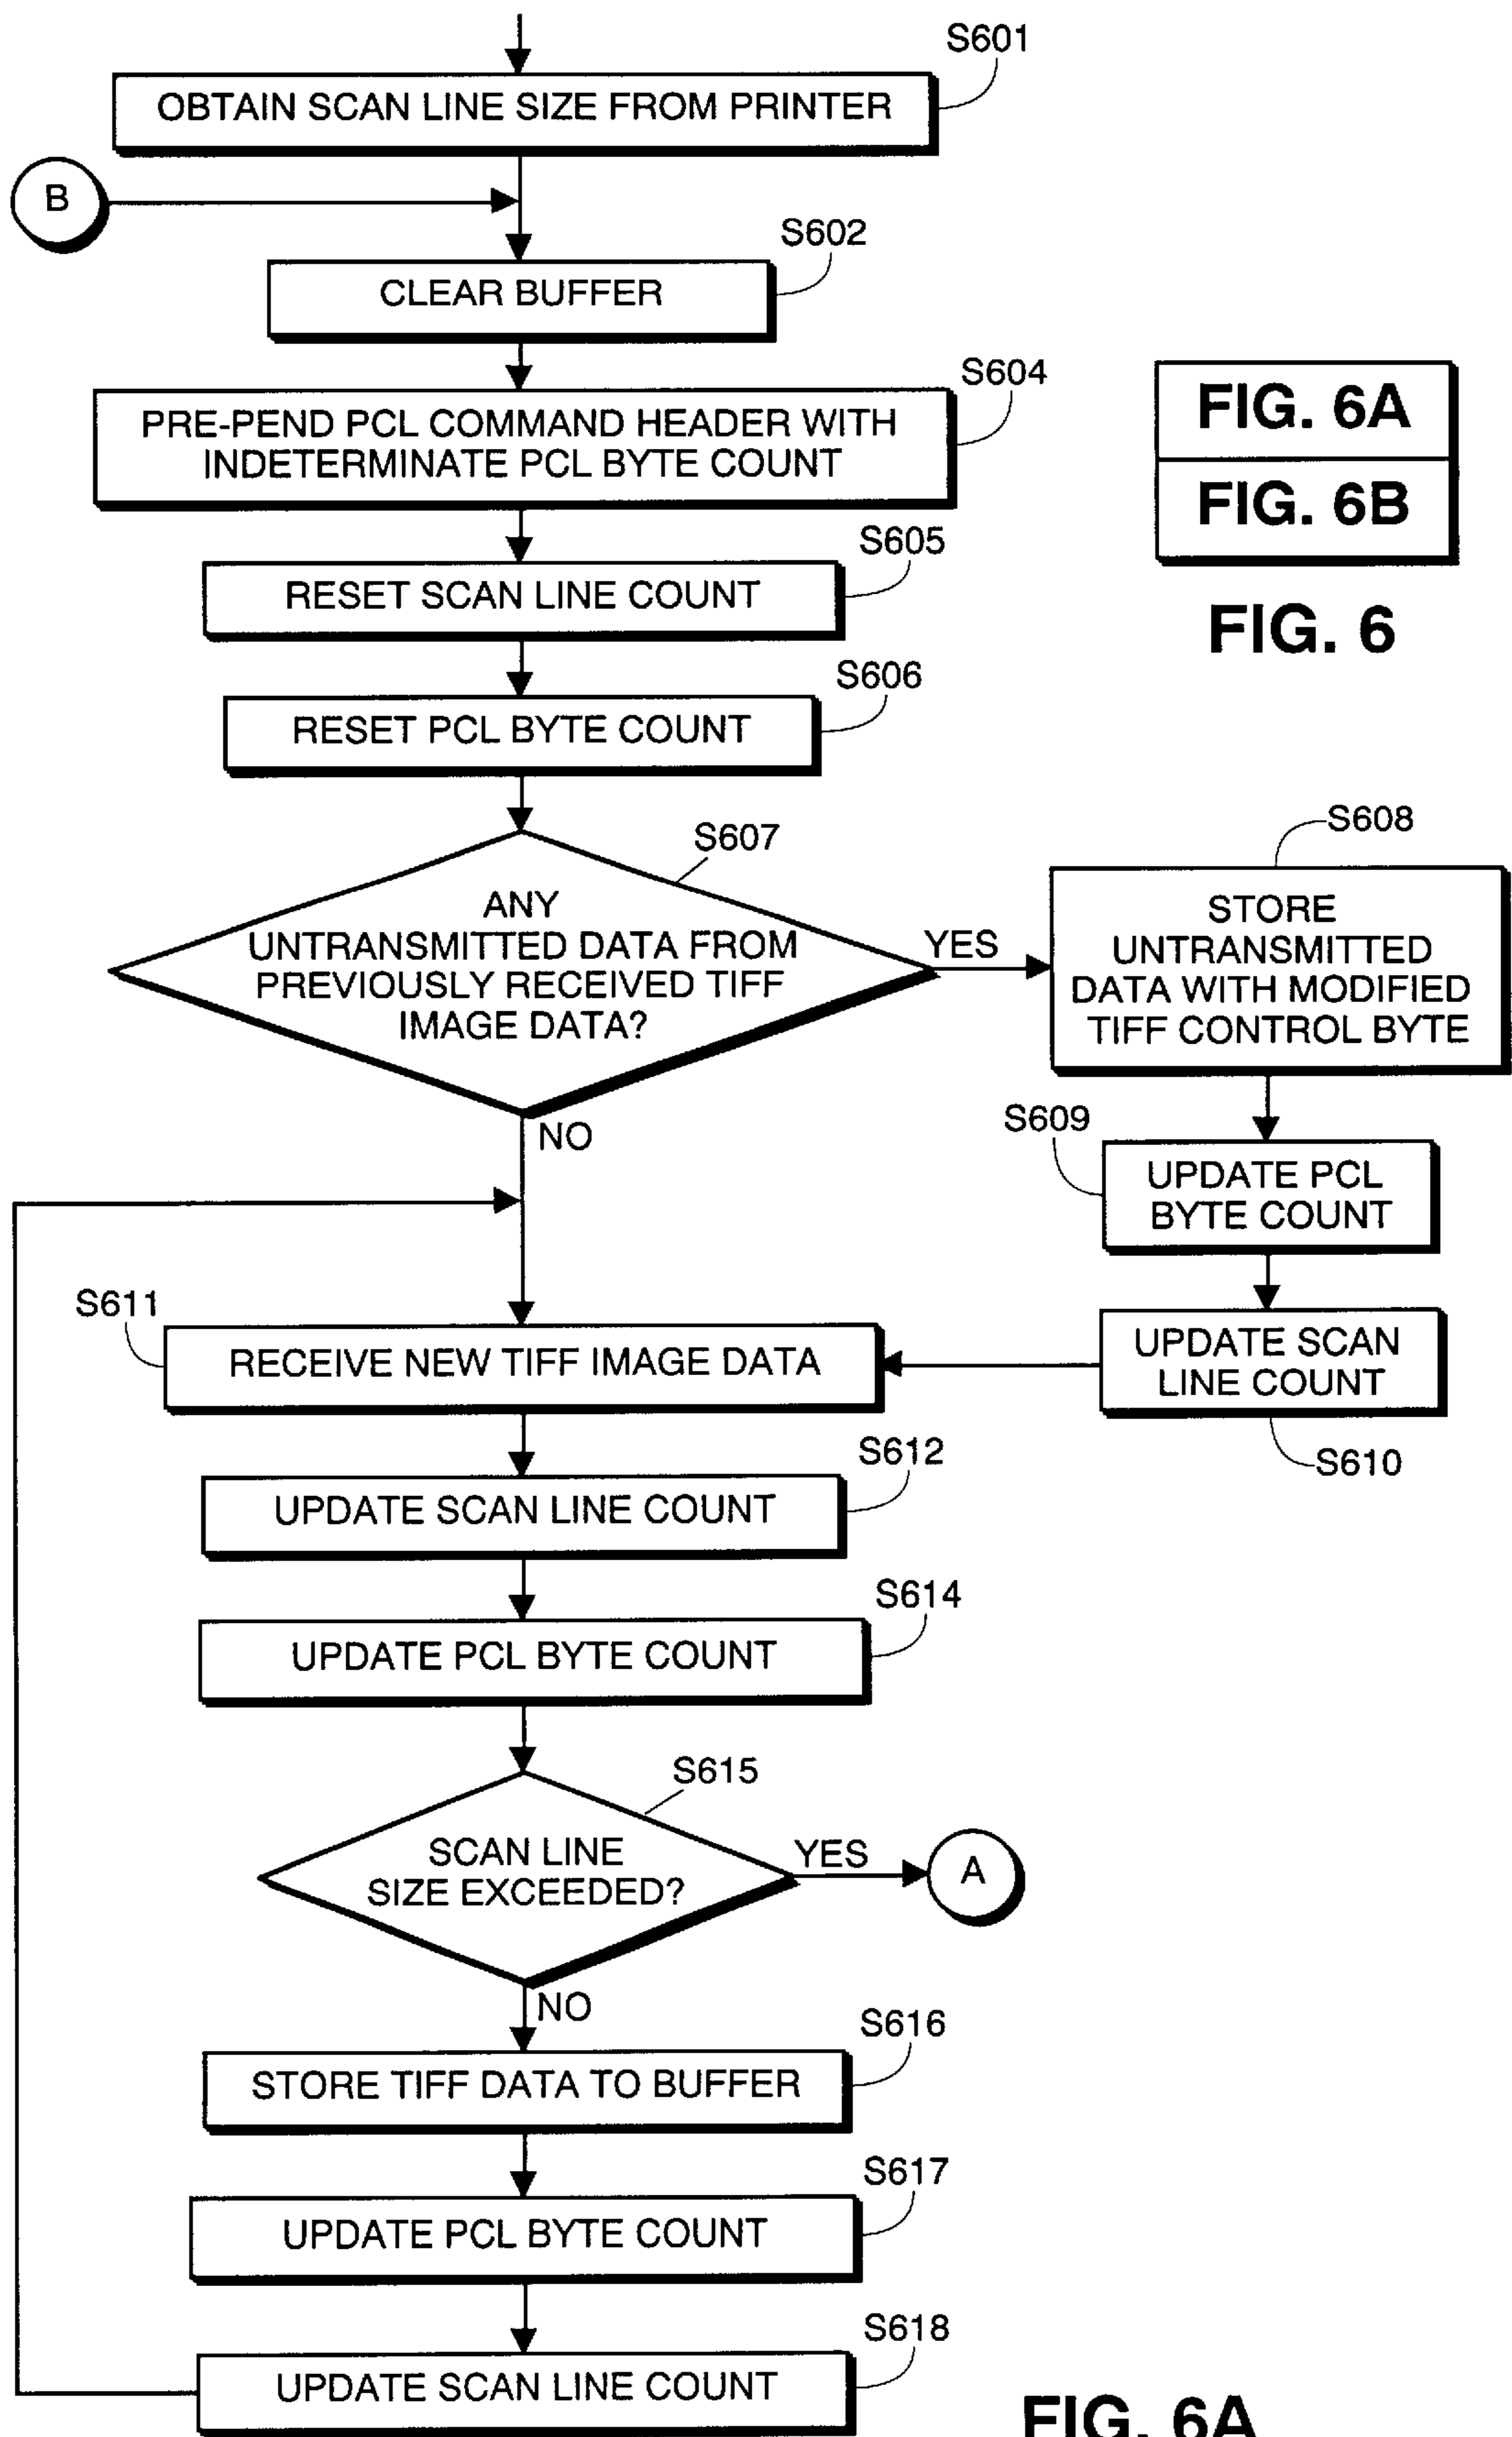 S601
OBTAIN SCAN LINE SIZE FROM PRINTER
B
S602
CLEAR BUFFER
S604
PRE-PEND PCL COMMAND HEADER WITH
INDETERMINATE PCL BYTE COUNT
FIG. 6A
FIG. 6B
FIG. 6
S605
RESET SCAN LINE COUNT
S606
RESET PCL BYTE COUNT
S607
ANY
UNTRANSMITTED DATA FROM
PREVIOUSLY RECEIVED TIFF
IMAGE DATA?
YES
NO
S608
STORE
UNTRANSMITTED
DATA WITH MODIFIED
TIFF CONTROL BYTE
S609
UPDATE PCL
BYTE COUNT
UPDATE SCAN
LINE COUNT
S610
S611
RECEIVE NEW TIFF IMAGE DATA
S612
UPDATE SCAN LINE COUNT
S614
UPDATE PCL BYTE COUNT
S615
SCAN LINE
SIZE EXCEEDED?
YES
A
NO
S616
STORE TIFF DATA TO BUFFER
S617
UPDATE PCL BYTE COUNT
S618
UPDATE SCAN LINE COUNT
FIG. 6A